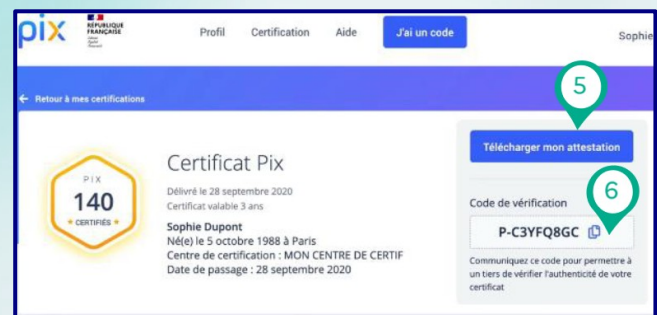 pix
RÉPUBLIQUE
FRANÇAISE
Profil
Certification
Aide
J'ai un code
Sophie
← Retour à mes certifications
5
Télécharger mon attestation
PIX
140
CERTIFIÉS
Certificat Pix
Délivré le 28 septembre 2020
Certificat valable 3 ans
Sophie Dupont
Né(e) le 5 octobre 1988 à Paris
Centre de certification : MON CENTRE DE CERTIF
Date de passage : 28 septembre 2020
6
Code de vérification
P-C3YFQ8GC
Communiquez ce code pour permettre à
un tiers de vérifier l'authenticité de votre
certificat